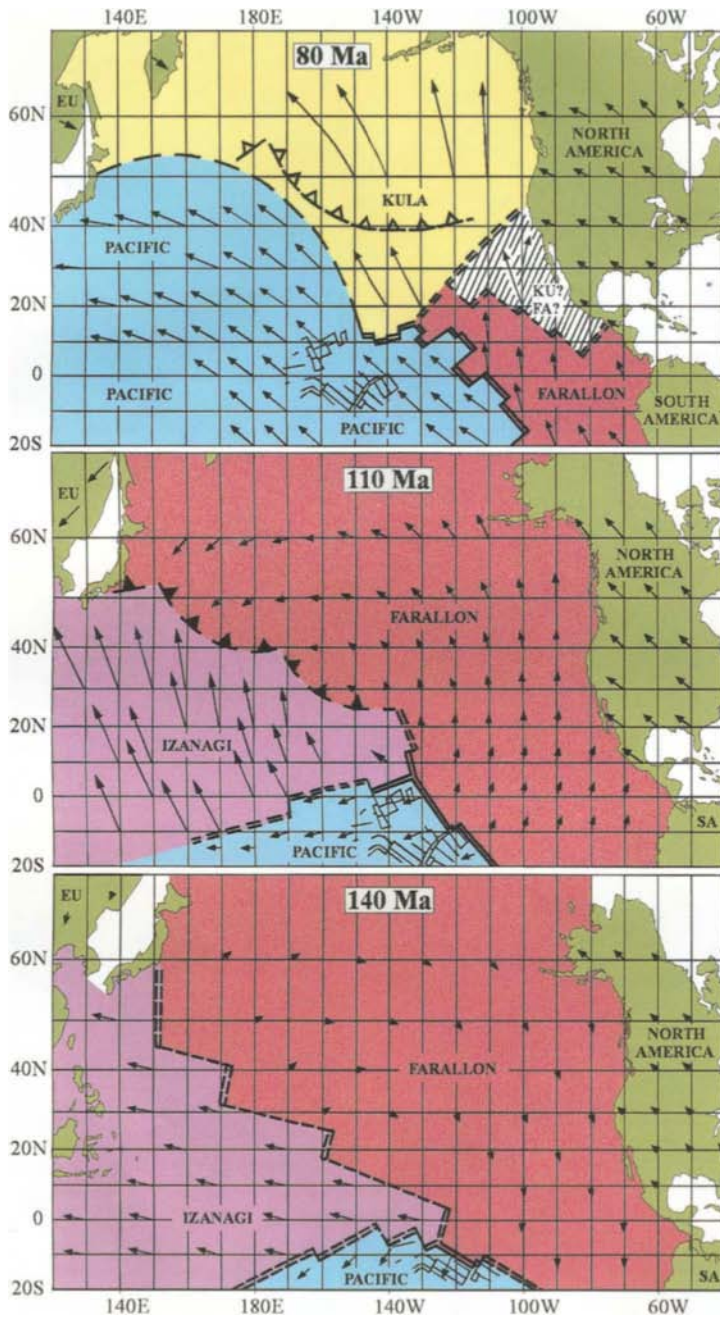 140E 180E 140W 100W 60W
80 Ma
EU
60N
NORTH
AMERICA
KULA
40N
PACIFIC
20N
KU?
FA?
0
PACIFIC
PACIFIC
FARALLON
SOUTH
AMERICA
20S
110 Ma
EU
60N
NORTH
AMERICA
FARALLON
40N
20N
IZANAGI
0
SA
PACIFIC
20S
140 Ma
EU
60N
NORTH
AMERICA
40N
FARALLON
20N
0
IZANAGI
PACIFIC
SA
20S
140E 180E 140W 100W 60W